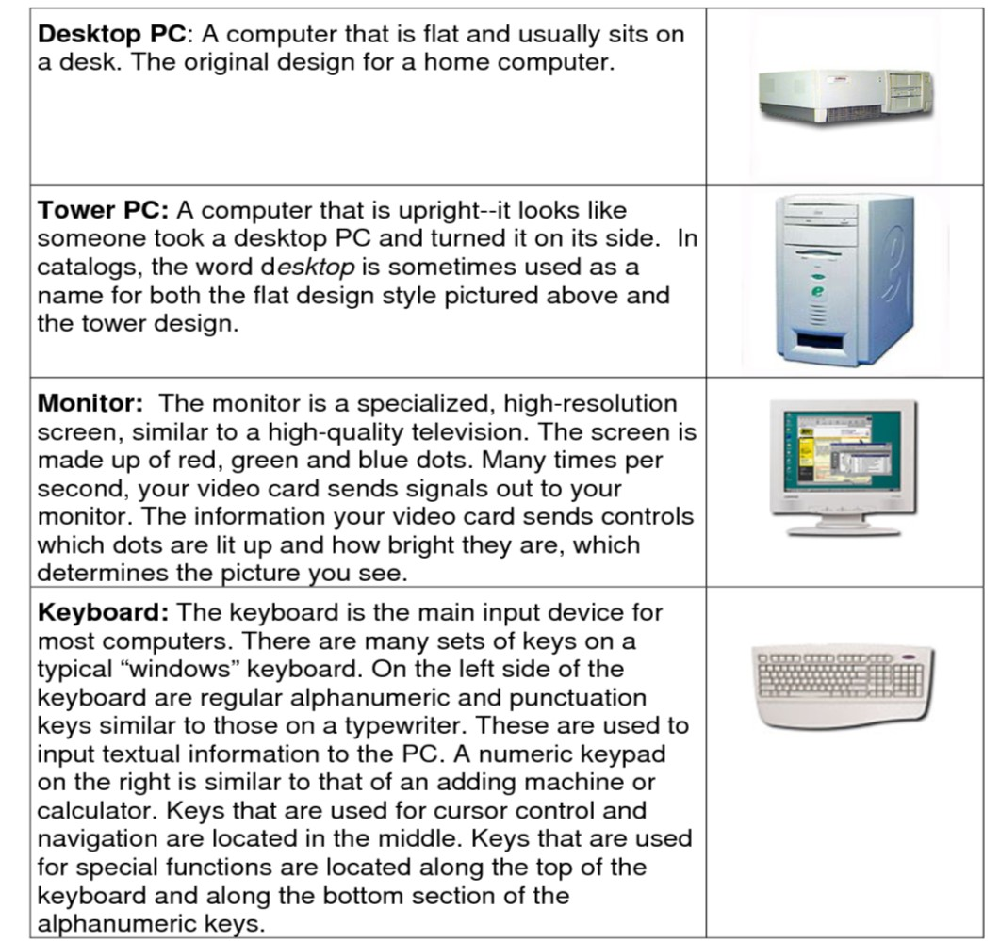 Desktop PC: A computer that is flat and usually sits on
a desk. The original design for a home computer.
Tower PC: A computer that is upright--it looks like
someone took a desktop PC and turned it on its side.  In
catalogs, the word desktop is sometimes used as a
name for both the flat design style pictured above and
the tower design.
e
Monitor:  The monitor is a specialized, high-resolution
screen, similar to a high-quality television. The screen is
made up of red, green and blue dots. Many times per
second, your video card sends signals out to your
monitor. The information your video card sends controls
which dots are lit up and how bright they are, which
determines the picture you see.
Keyboard: The keyboard is the main input device for
most computers. There are many sets of keys on a
typical “windows” keyboard. On the left side of the
keyboard are regular alphanumeric and punctuation
keys similar to those on a typewriter. These are used to
input textual information to the PC. A numeric keypad
on the right is similar to that of an adding machine or
calculator. Keys that are used for cursor control and
navigation are located in the middle. Keys that are used
for special functions are located along the top of the
keyboard and along the bottom section of the
alphanumeric keys.